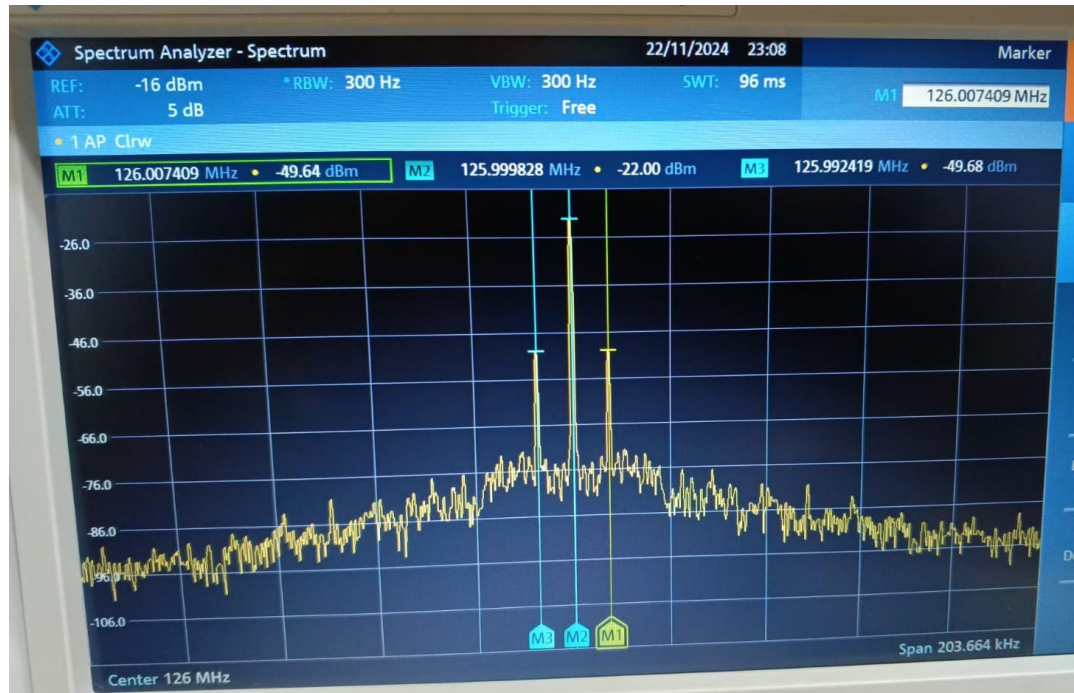 Spectrum Analyzer - Spectrum 22/11/2024 23:08 Marker
REF: -16 dBm • RBW: 300 Hz VBW: 300 Hz SWT: 96 ms
ATT: 5 dB Trigger: Free M1 126.007409 MHz
• 1 AP Clrw
M1 126.007409 MHz • -49.64 dBm M2 125.999828 MHz • -22.00 dBm M3 125.992419 MHz • -49.68 dBm
-26.0
-36.0
-46.0
-56.0
-66.0
-76.0
-86.0
-96.0
-106.0
M3 M2 M1
Center 126 MHz Span 203.664 kHz